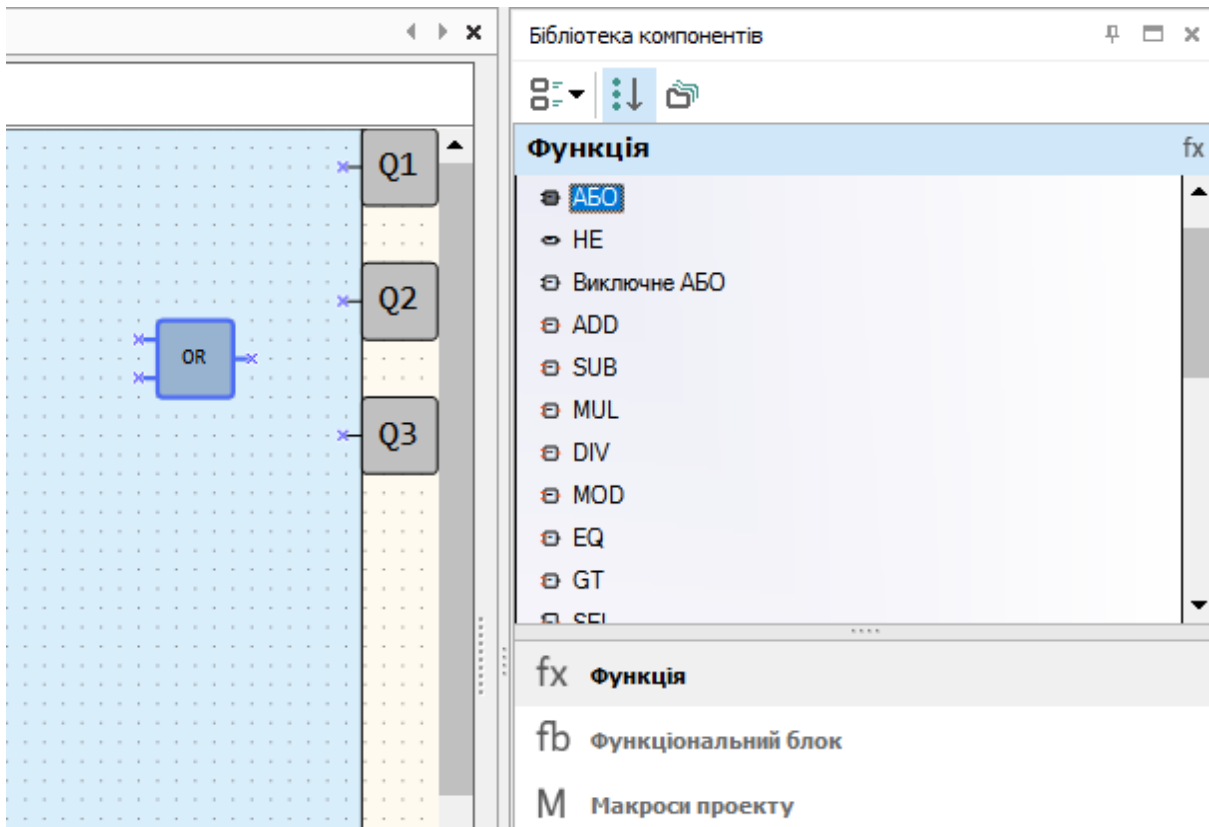 Бібліотека компонентів
Функція fx
Q1
АБО
НЕ
Виключне АБО
Q2
ADD
OR
SUB
MUL
Q3
DIV
MOD
EQ
GT
SEL
fx Функція
fb Функціональний блок
M Макроси проекту